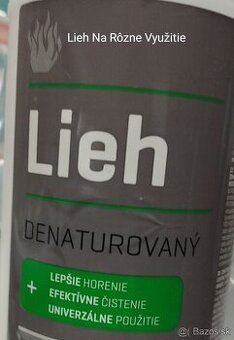 Lieh Na Rôzne Využitie
Lieh
DENATUROVANÝ
+
LEPŠIE HORENIE
EFEKTÍVNE ČISTENIE
UNIVERZÁLNE POUŽITIE
Bazos.sk